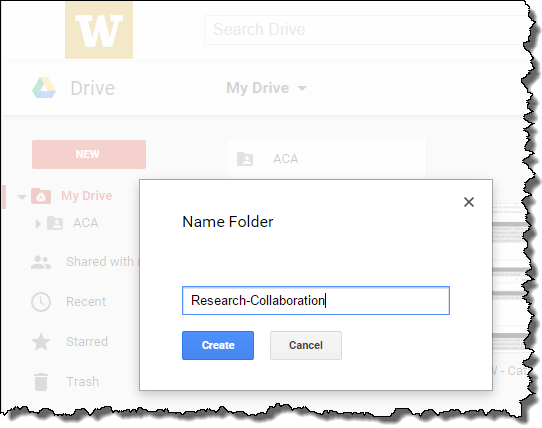 W
Search Drive
Drive
My Drive
NEW
ACA
My Drive
ACA
Shared with
Recent
Starred
Trash
Name Folder
Research-Collaboration
Create
Cancel
W - Cat